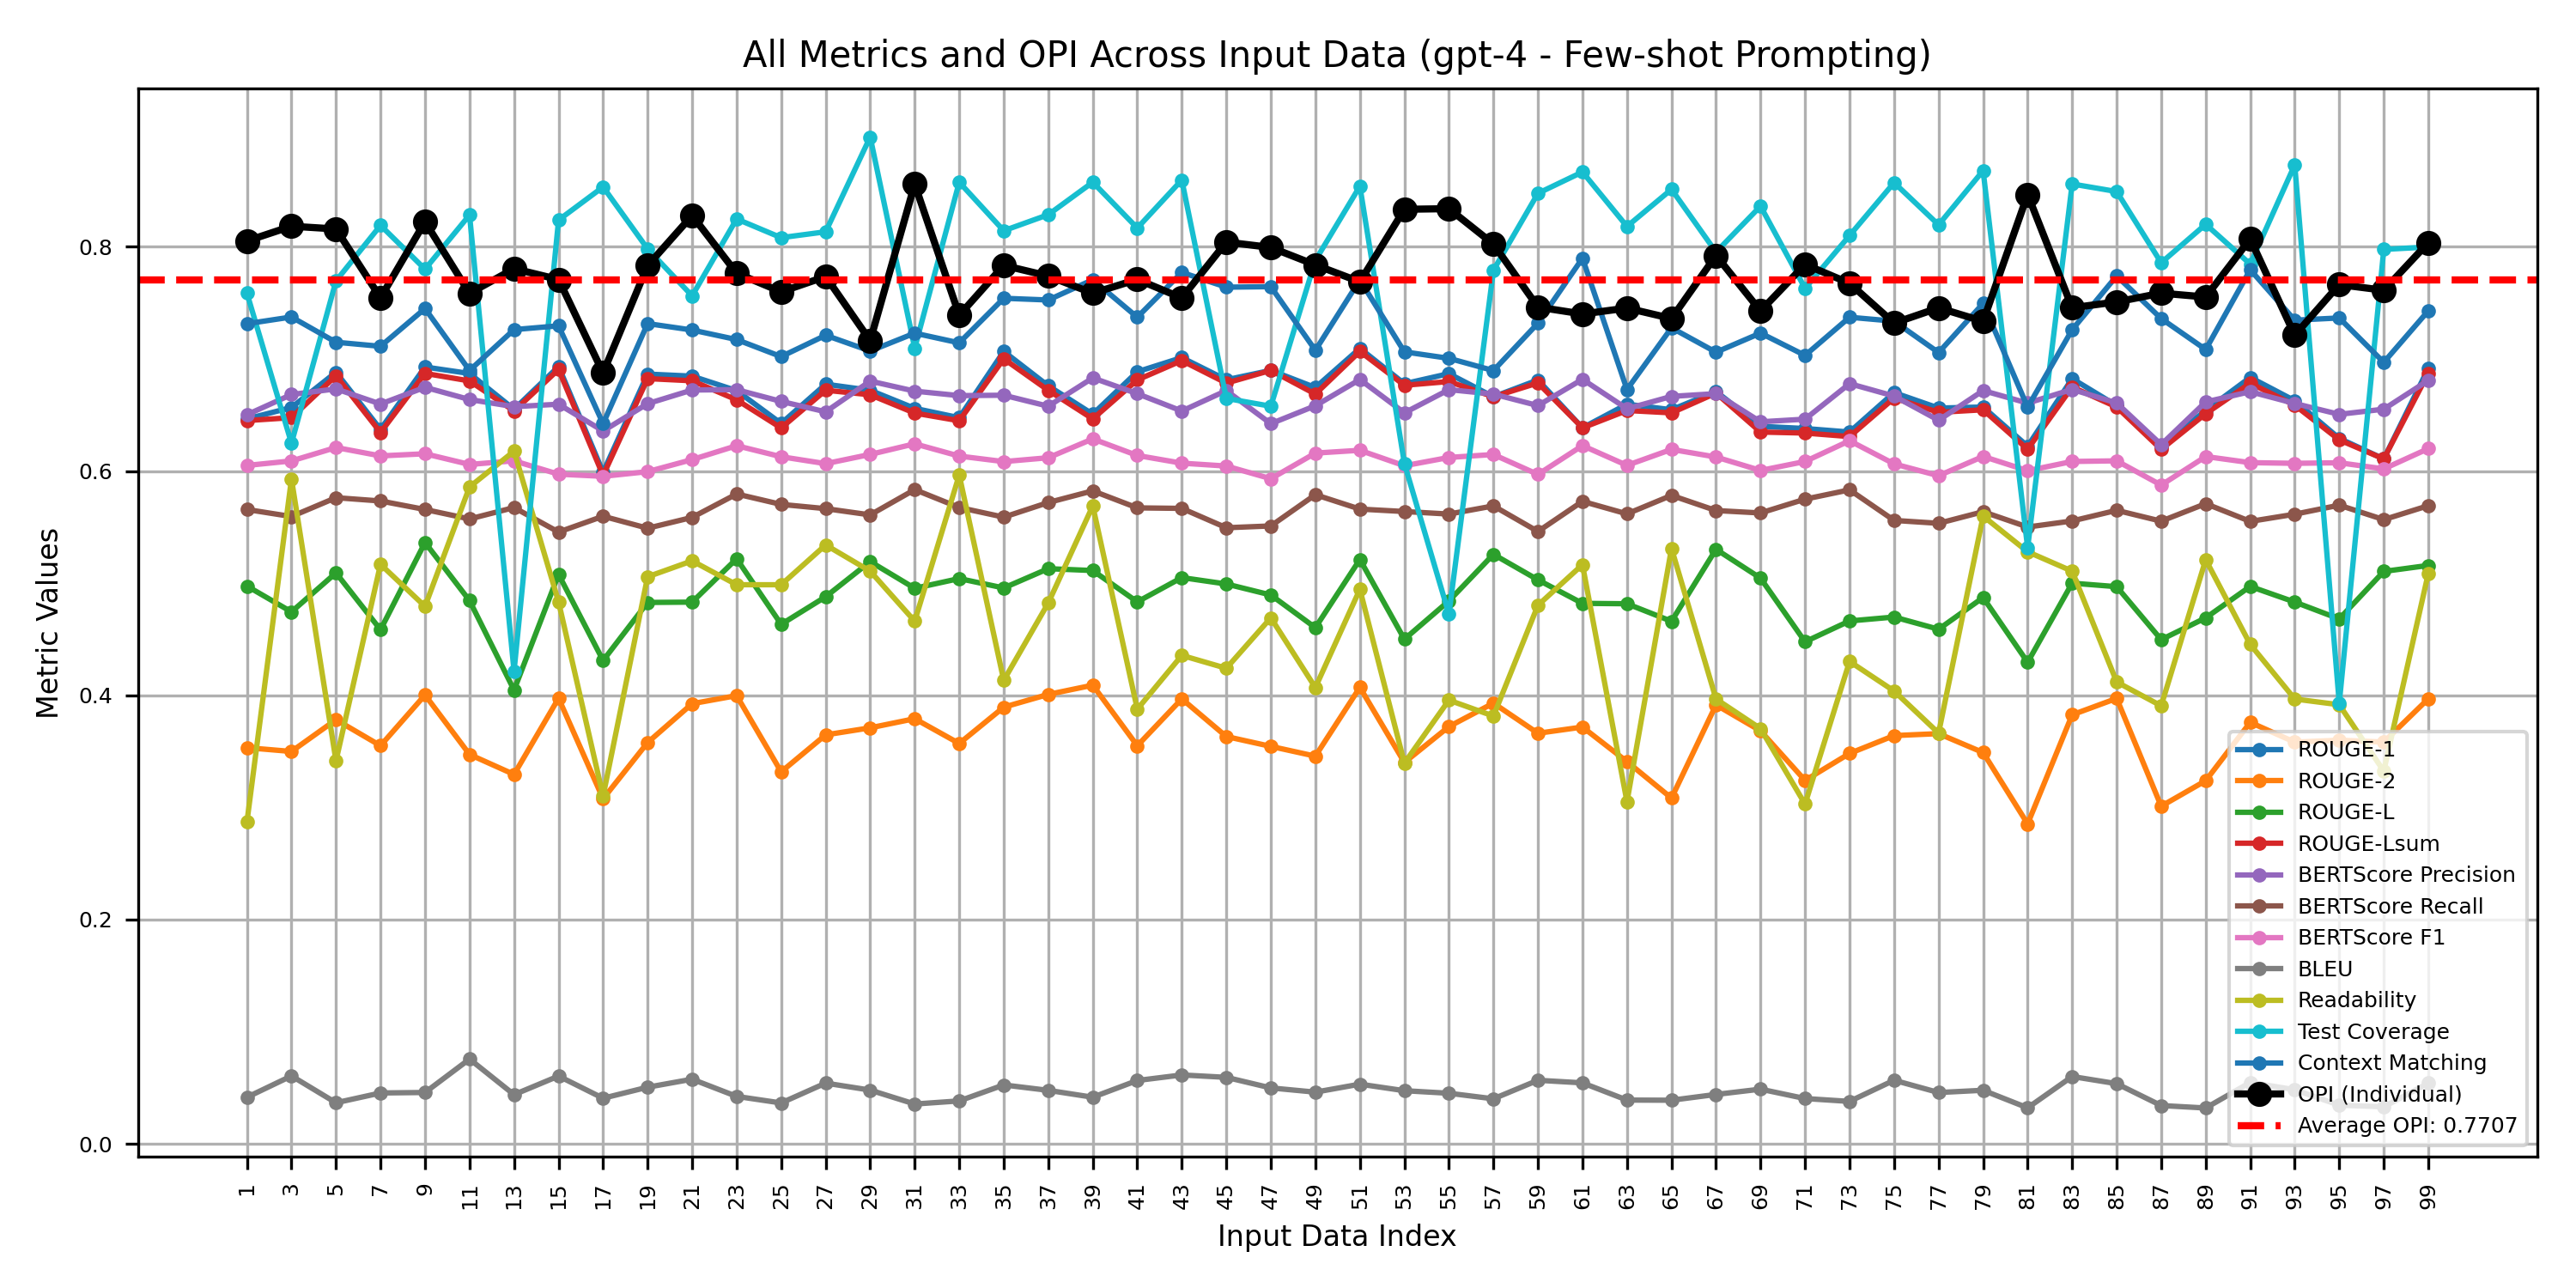 All Metrics and OPI Across Input Data (gpt-4 - Few-shot Prompting)
Metric Values
0.8
0.6
0.4
0.2
0.0
ROUGE-1
ROUGE-2
ROUGE-L
ROUGE-Lsum
BERTScore Precision
BERTScore Recall
BERTScore F1
BLEU
Readability
Test Coverage
Context Matching
OPI (Individual)
Average OPI: 0.7707
1 3 5 7 9 11 13 15 17 19 21 23 25 27 29 31 33 35 37 39 41 43 45 47 49 51 53 55 57 59 61 63 65 67 69 71 73 75 77 79 81 83 85 87 89 91 93 95 97 99
Input Data Index